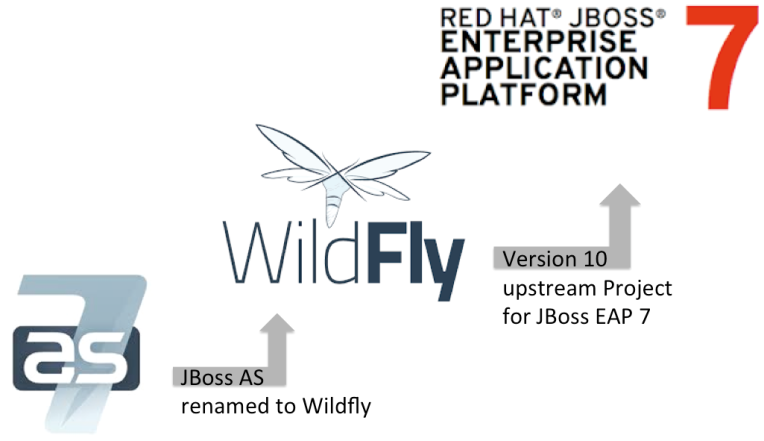 RED HAT® JBOSS®
ENTERPRISE
APPLICATION
PLATFORM
7
WildFly
Version 10
upstream Project
for JBoss EAP 7
as
7
JBoss AS
renamed to Wildfly